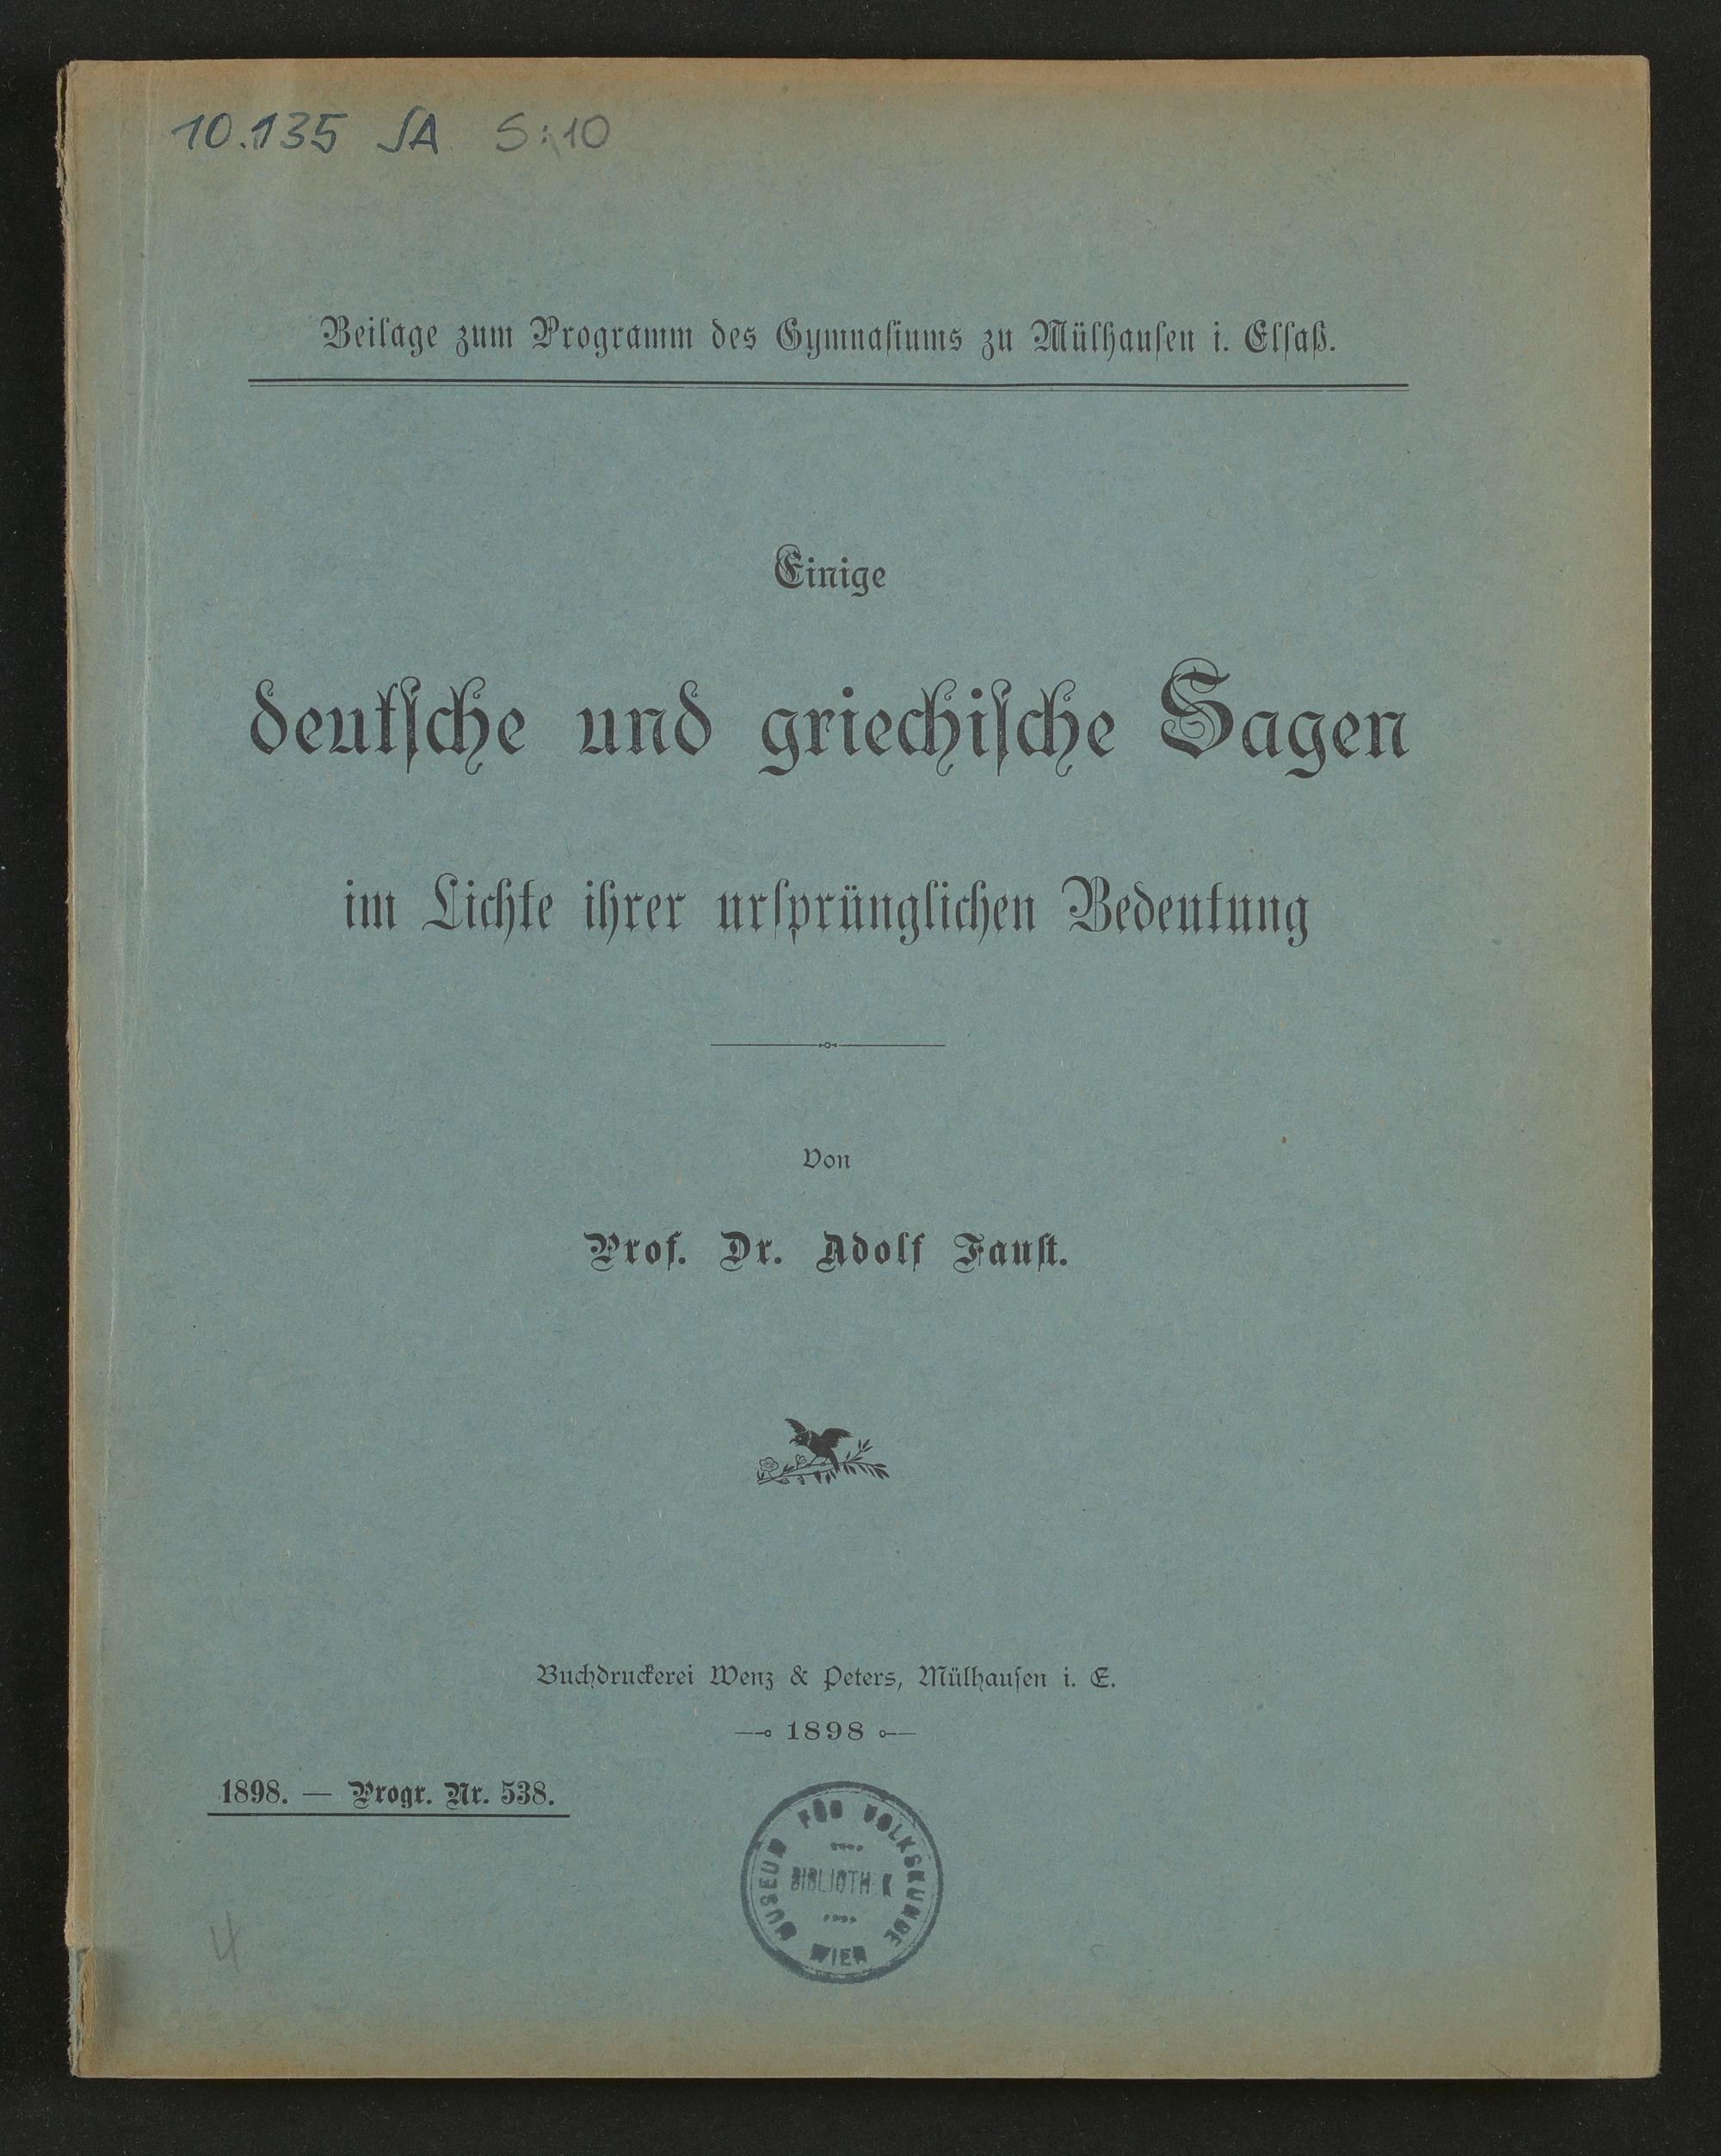 10.135 SA S:10
Beilage zum Programm des Gymnasiums zu Mülhausen i. Elsaß.
Einige
deutsche und griechische Sagen
im Lichte ihrer ursprünglichen Bedeutung
Von
Prof. Dr. Adolf Faust.
Buchdruckerei Wenz & Peters, Mülhausen i. E.
1898
1898. — Progr. Nr. 538.
MUSEUM FÜR VOLKSKUNDE
BIBLIOTHEK
WIEN
4